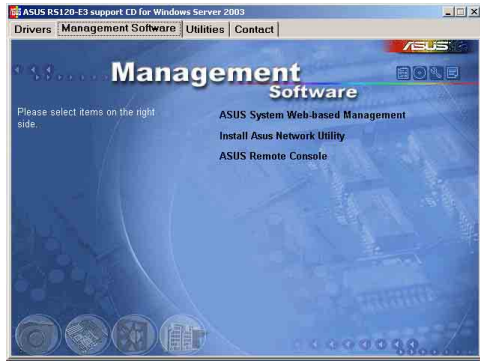 ASUS RS120-E3 support CD for Windows Server 2003
Drivers Management Software Utilities Contact
ASUS
Management
Software
Please select items on the right
side.
ASUS System Web-based Management
Install Asus Network Utility
ASUS Remote Console